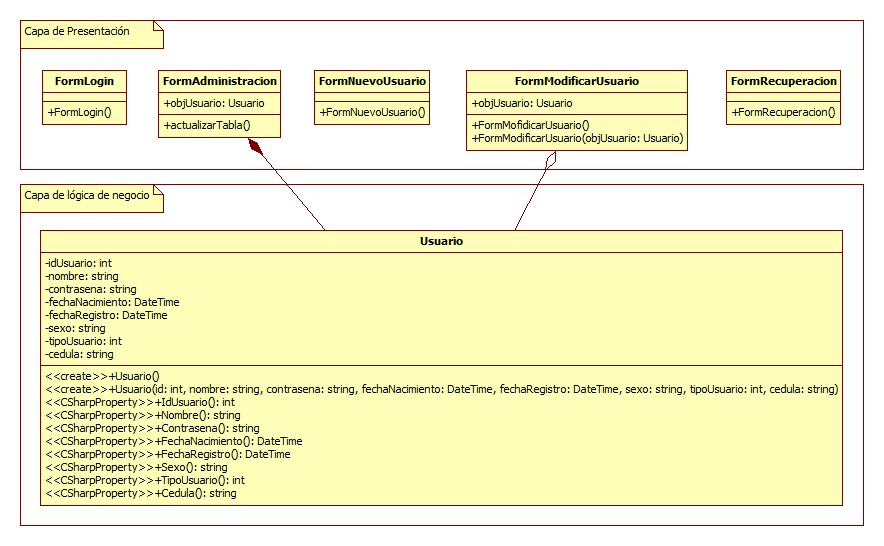 Capa de Presentación
FormLogin
+FormLogin()
FormAdministracion
+objUsuario: Usuario
+actualizarTabla()
FormNuevoUsuario
+FormNuevoUsuario()
FormModificarUsuario
+objUsuario: Usuario
+FormMofidicarUsuario()
+FormModificarUsuario(objUsuario: Usuario)
FormRecuperacion
+FormRecuperacion()
Capa de lógica de negocio
Usuario
-idUsuario: int
-nombre: string
-contrasena: string
-fechaNacimiento: DateTime
-fechaRegistro: DateTime
-sexo: string
-tipoUsuario: int
-cedula: string
<<create>>+Usuario()
<<create>>+Usuario(id: int, nombre: string, contrasena: string, fechaNacimiento: DateTime, fechaRegistro: DateTime, sexo: string, tipoUsuario: int, cedula: string)
<<CSharpProperty>>+IdUsuario(): int
<<CSharpProperty>>+Nombre(): string
<<CSharpProperty>>+Contrasena(): string
<<CSharpProperty>>+FechaNacimiento(): DateTime
<<CSharpProperty>>+FechaRegistro(): DateTime
<<CSharpProperty>>+Sexo(): string
<<CSharpProperty>>+TipoUsuario(): int
<<CSharpProperty>>+Cedula(): string